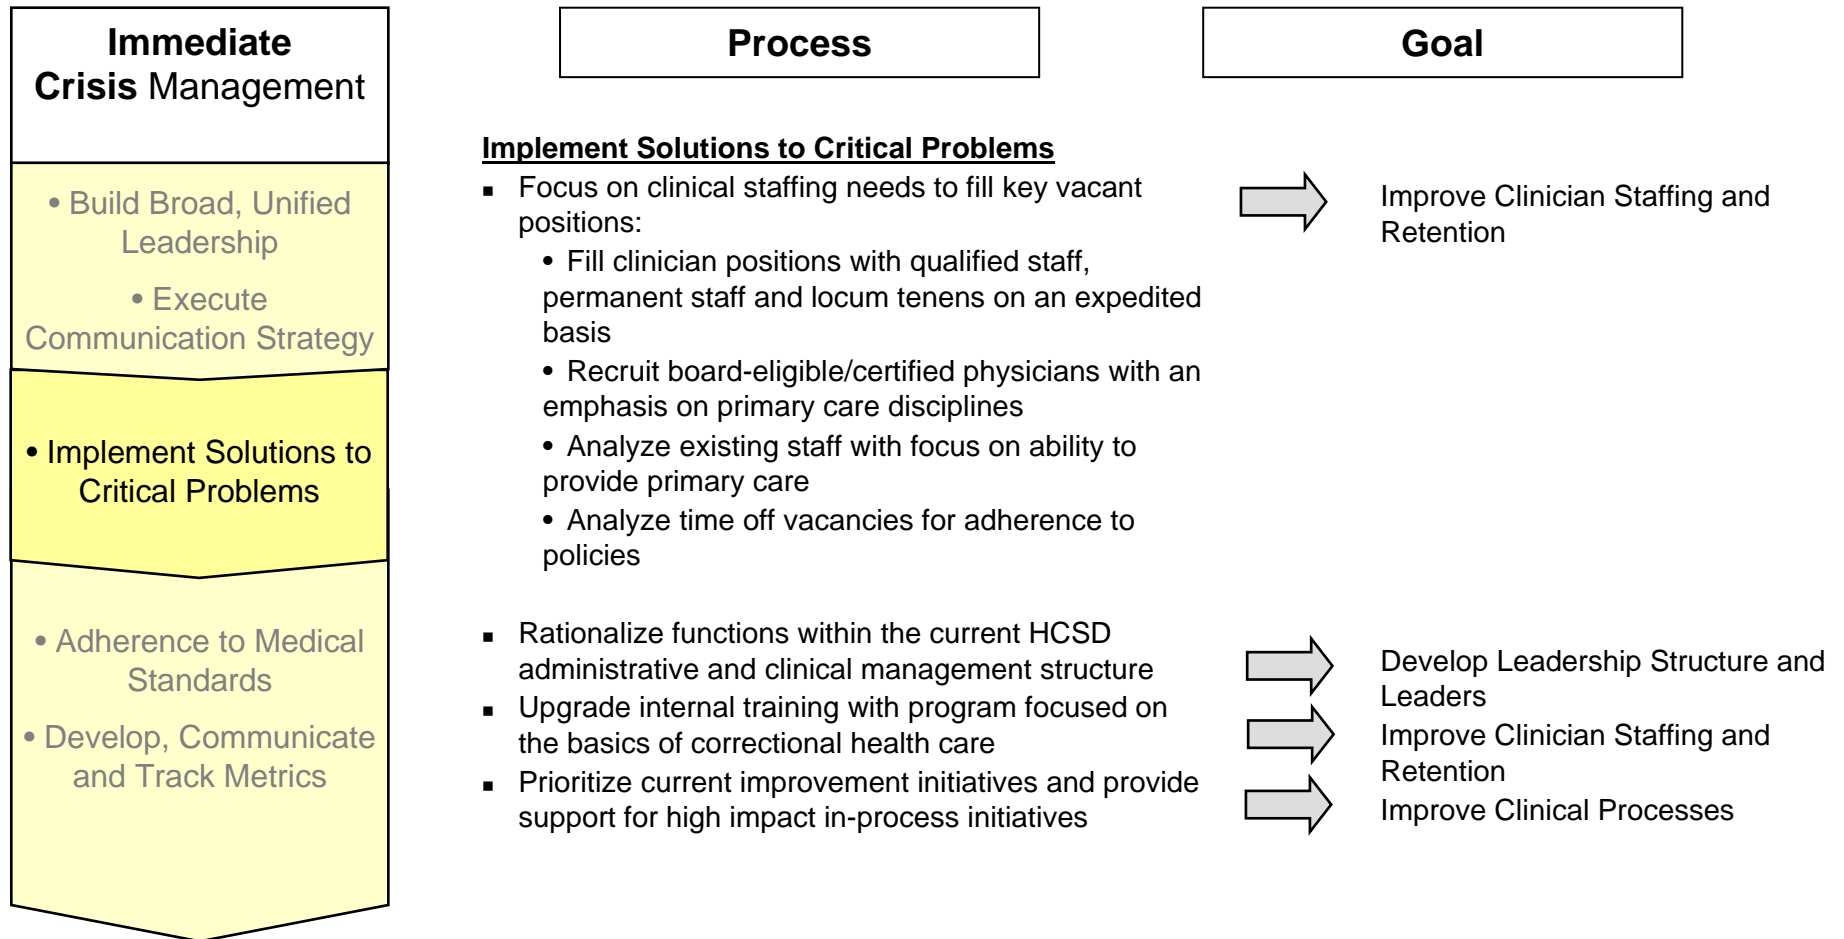 Immediate
Crisis Management
• Build Broad, Unified
Leadership
• Execute
Communication Strategy
• Implement Solutions to
Critical Problems
• Adherence to Medical
Standards
• Develop, Communicate
and Track Metrics
Process
Implement Solutions to Critical Problems
▪ Focus on clinical staffing needs to fill key vacant
positions:
• Fill clinician positions with qualified staff,
permanent staff and locum tenens on an expedited
basis
• Recruit board-eligible/certified physicians with an
emphasis on primary care disciplines
• Analyze existing staff with focus on ability to
provide primary care
• Analyze time off vacancies for adherence to
policies
▪ Rationalize functions within the current HCSD
administrative and clinical management structure
▪ Upgrade internal training with program focused on
the basics of correctional health care
▪ Prioritize current improvement initiatives and provide
support for high impact in-process initiatives
Goal
Improve Clinician Staffing and
Retention
Develop Leadership Structure and
Leaders
Improve Clinician Staffing and
Retention
Improve Clinical Processes